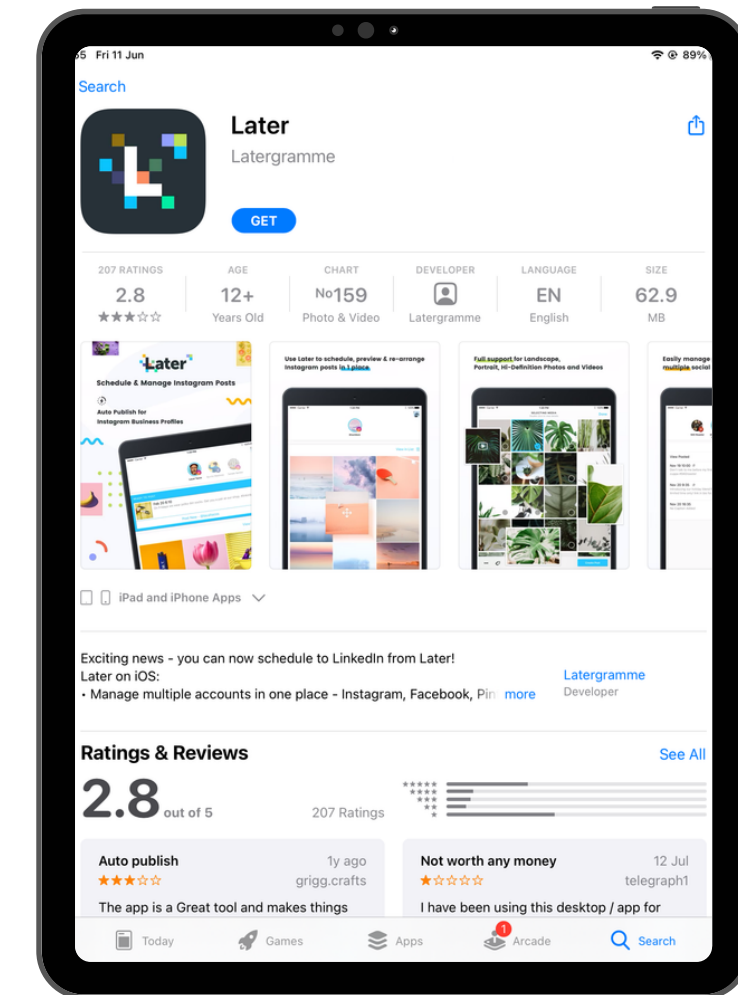 55 Fri 11 Jun
89%
Search
Later
Latergramme
GET
207 RATINGS
2.8
AGE
12+
Years Old
CHART
No159
Photo & Video
DEVELOPER
Latergramme
LANGUAGE
EN
English
SIZE
62.9
MB
Later
Schedule & Manage Instagram Posts
Auto Publish for
Instagram Business Profiles
Use Later to schedule, preview & re-arrange
Instagram posts in 1 place.
Full support for Landscape,
Portrait, Hi-Definition Photos and Videos
Easily manage
multiple social
iPad and iPhone Apps
Exciting news - you can now schedule to LinkedIn from Later!
Later on iOS:
• Manage multiple accounts in one place - Instagram, Facebook, Pin more
Latergramme
Developer
Ratings & Reviews
See All
2.8 out of 5
207 Ratings
Auto publish
1y ago
grigg.crafts
The app is a Great tool and makes things
Not worth any money
12 Jul
telegraph1
I have been using this desktop / app for
Today
Games
Apps
1
Arcade
Search